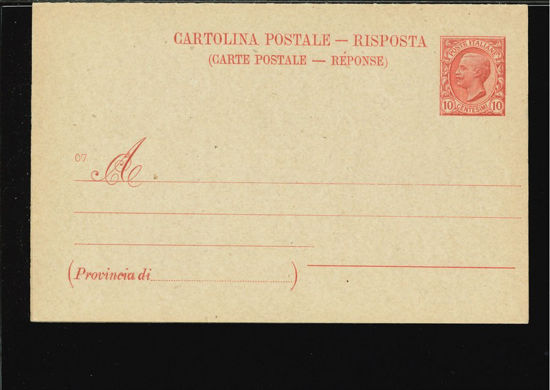 CARTOLINA POSTALE — RISPOSTA
(CARTE POSTALE — RÉPONSE)
POSTE ITALIANE
10 10
CENTESIMI
07
A
(Provincia di)